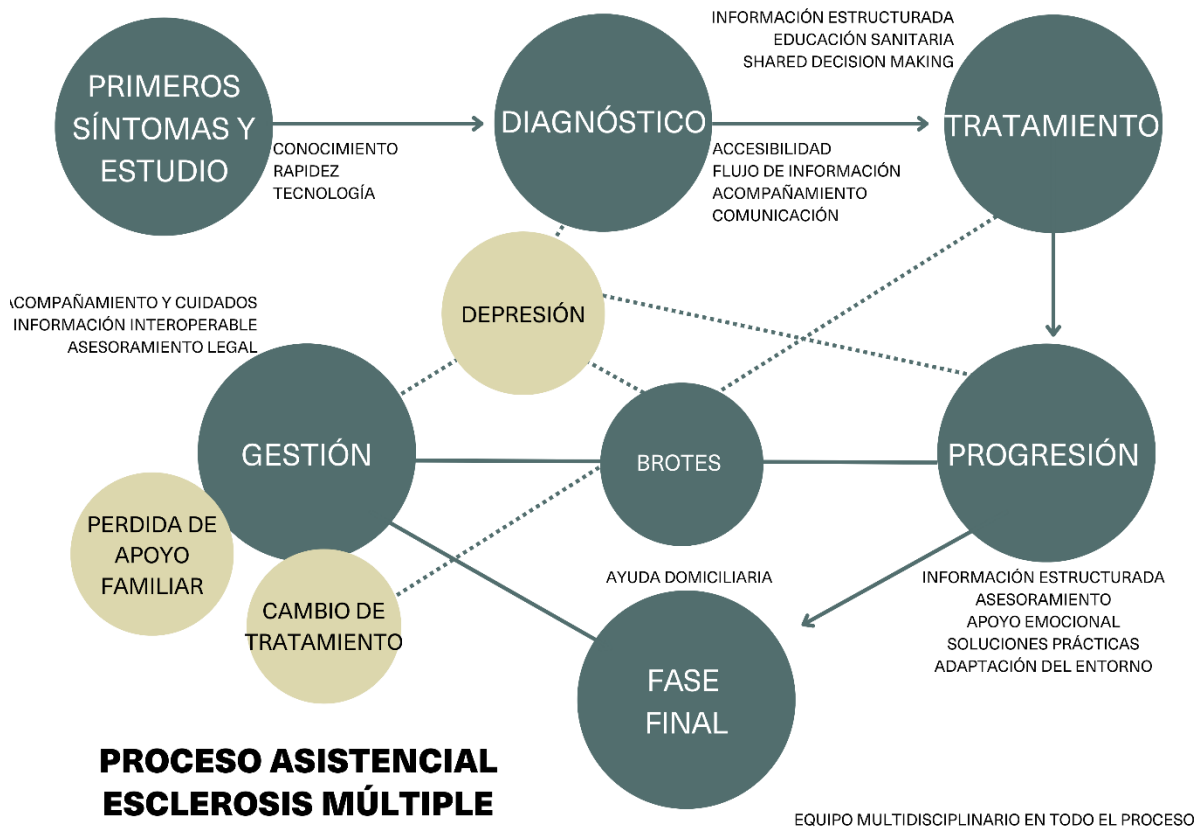 INFORMACIÓN ESTRUCTURADA
EDUCACIÓN SANITARIA
SHARED DECISION MAKING
PRIMEROS
SÍNTOMAS Y
ESTUDIO
DIAGNÓSTICO
TRATAMIENTO
CONOCIMIENTO
RAPIDEZ
TECNOLOGÍA
ACCESIBILIDAD
FLUJO DE INFORMACIÓN
ACOMPAÑAMIENTO
COMUNICACIÓN
ACOMPAÑAMIENTO Y CUIDADOS
INFORMACIÓN INTEROPERABLE
ASESORAMIENTO LEGAL
DEPRESIÓN
GESTIÓN
BROTES
PROGRESIÓN
PERDIDA DE
APOYO
FAMILIAR
CAMBIO DE
TRATAMIENTO
AYUDA DOMICILIARIA
FASE
FINAL
INFORMACIÓN ESTRUCTURADA
ASESORAMIENTO
APOYO EMOCIONAL
SOLUCIONES PRÁCTICAS
ADAPTACIÓN DEL ENTORNO
PROCESO ASISTENCIAL
ESCLEROSIS MÚLTIPLE
EQUIPO MULTIDISCIPLINARIO EN TODO EL PROCESO